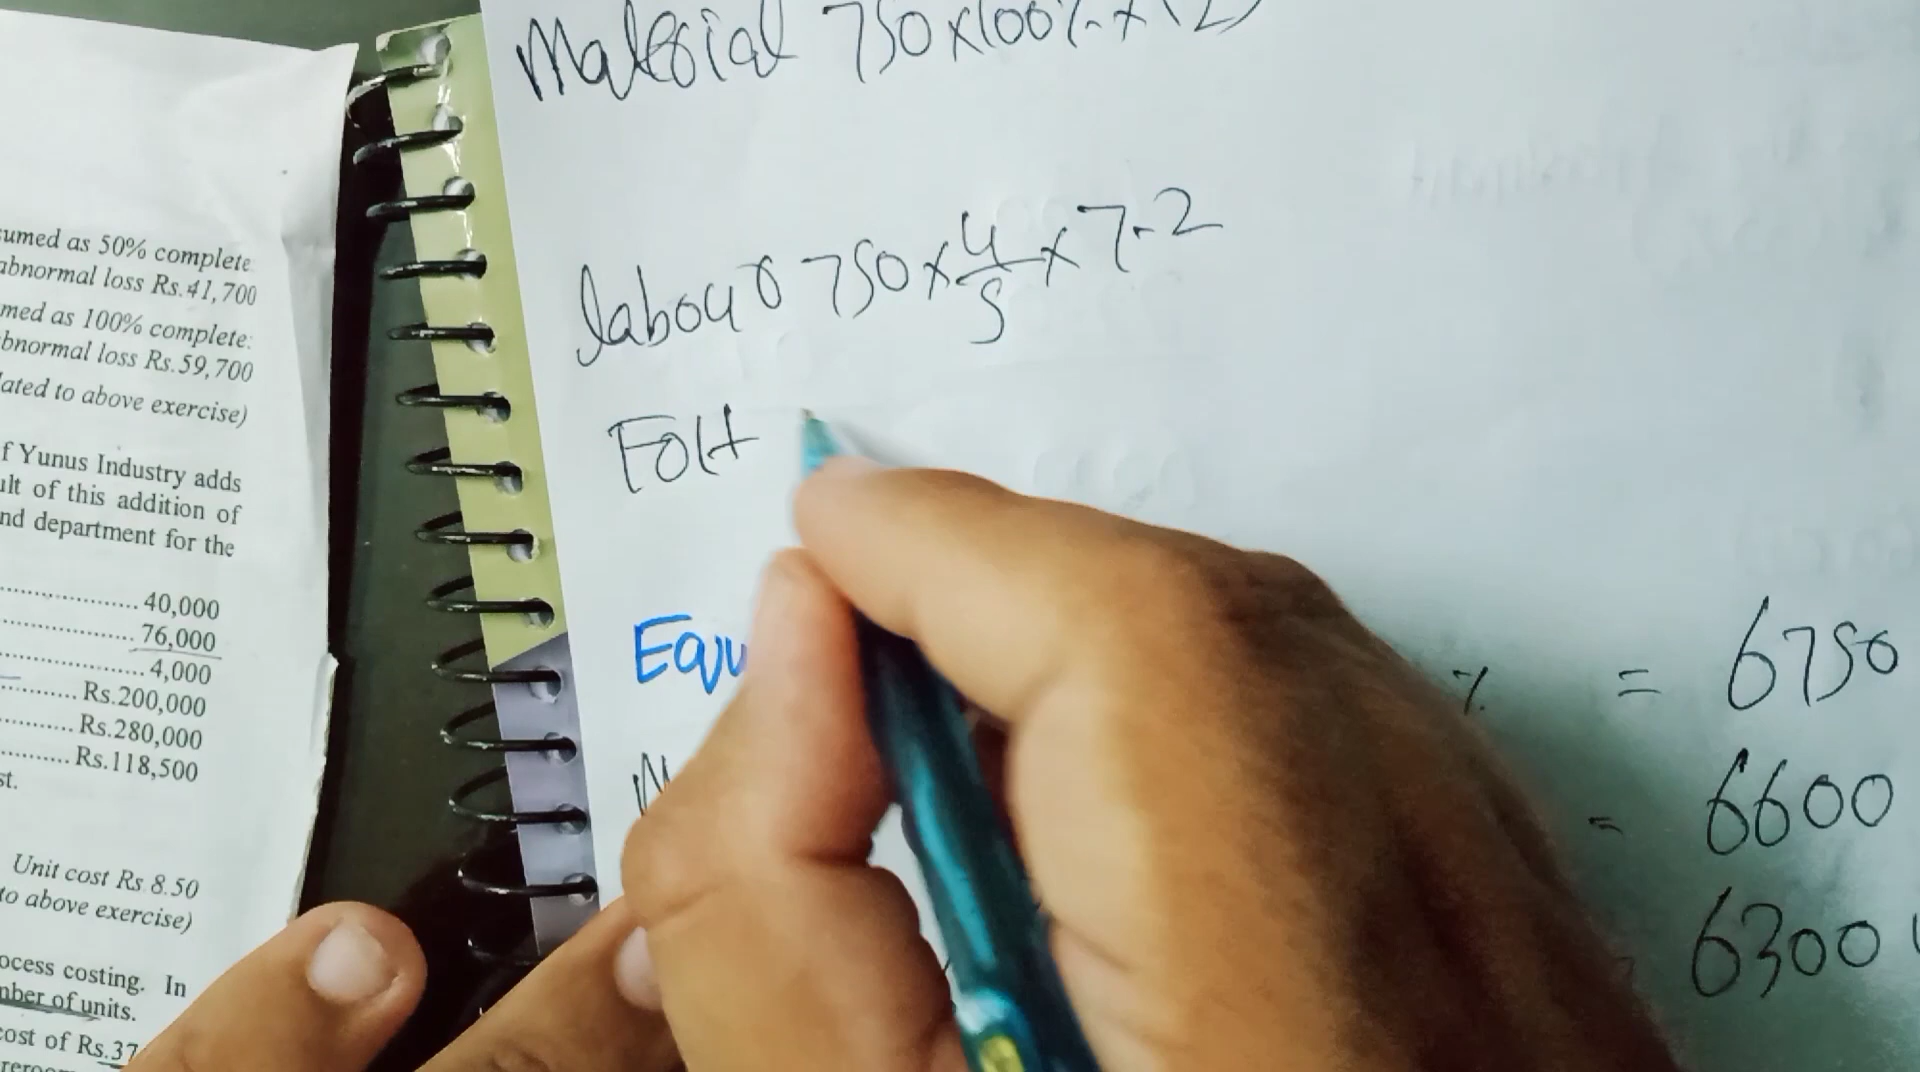 sumed as 50% complete
abnormal loss Rs.41,700
med as 100% complete:
bnormal loss Rs.59,700
lated to above exercise)
f Yunus Industry adds
ult of this addition of
nd department for the
.................. 40,000
.................. 76,000
.................. 4,000
........... Rs.200,000
........... Rs.280,000
........... Rs.118,500
st.
Unit cost Rs 8.50
to above exercise)
ocess costing. In
nber of units.
cost of Rs.37
Material 750x100%x12
labour 750x4/5x7.2
FOH
Equ
% = 6750
M = 6600
6300